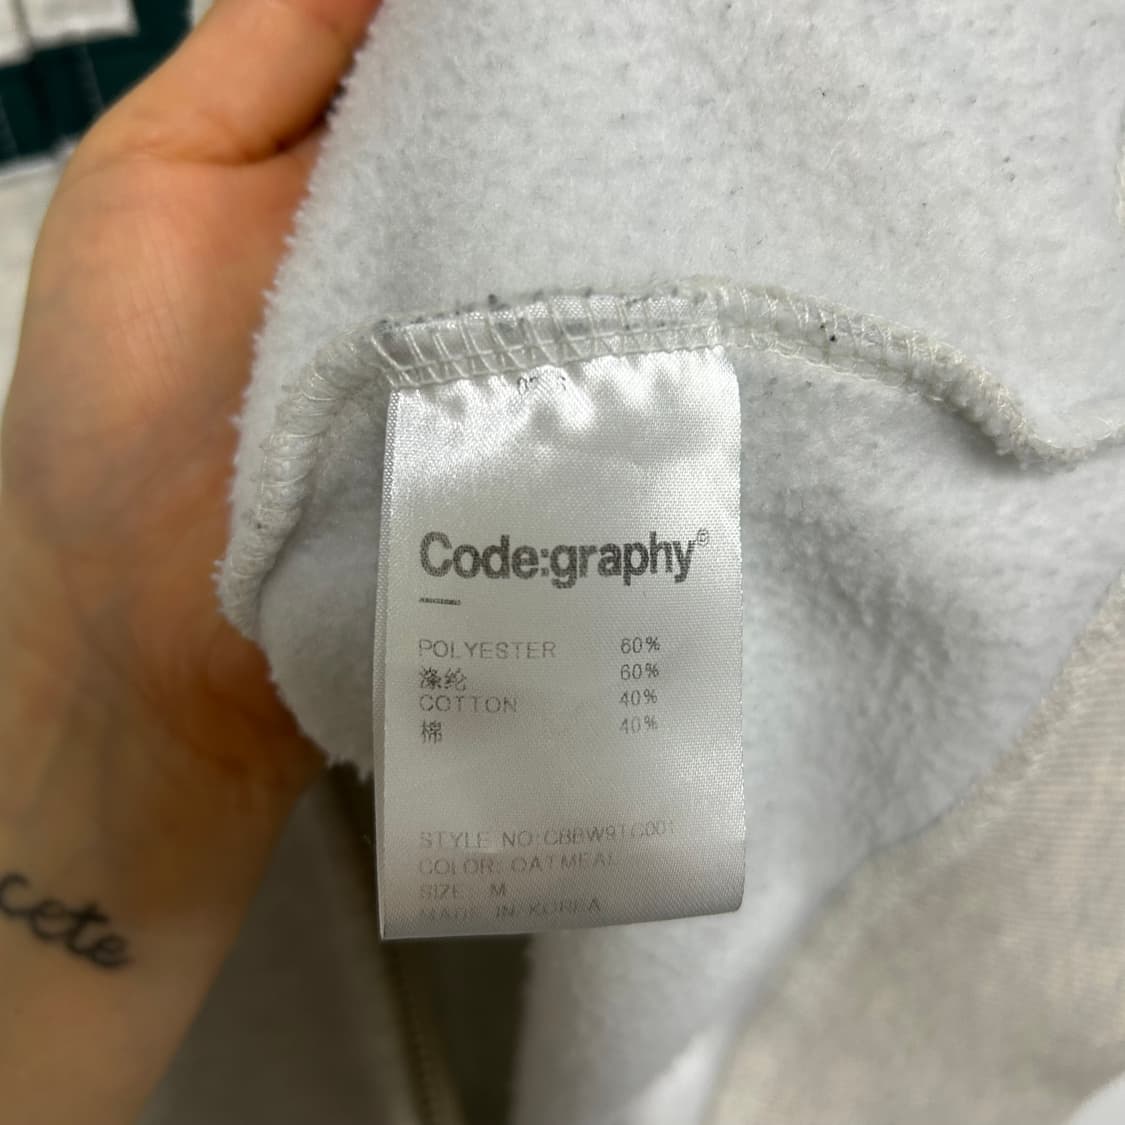 Code:graphy®
POLYESTER 60%
涤纶 60%
COTTON 40%
棉 40%
STYLE NO:CBBW9TC001
COLOR: OATMEAL
SIZE: M
MADE IN KOREA
cete